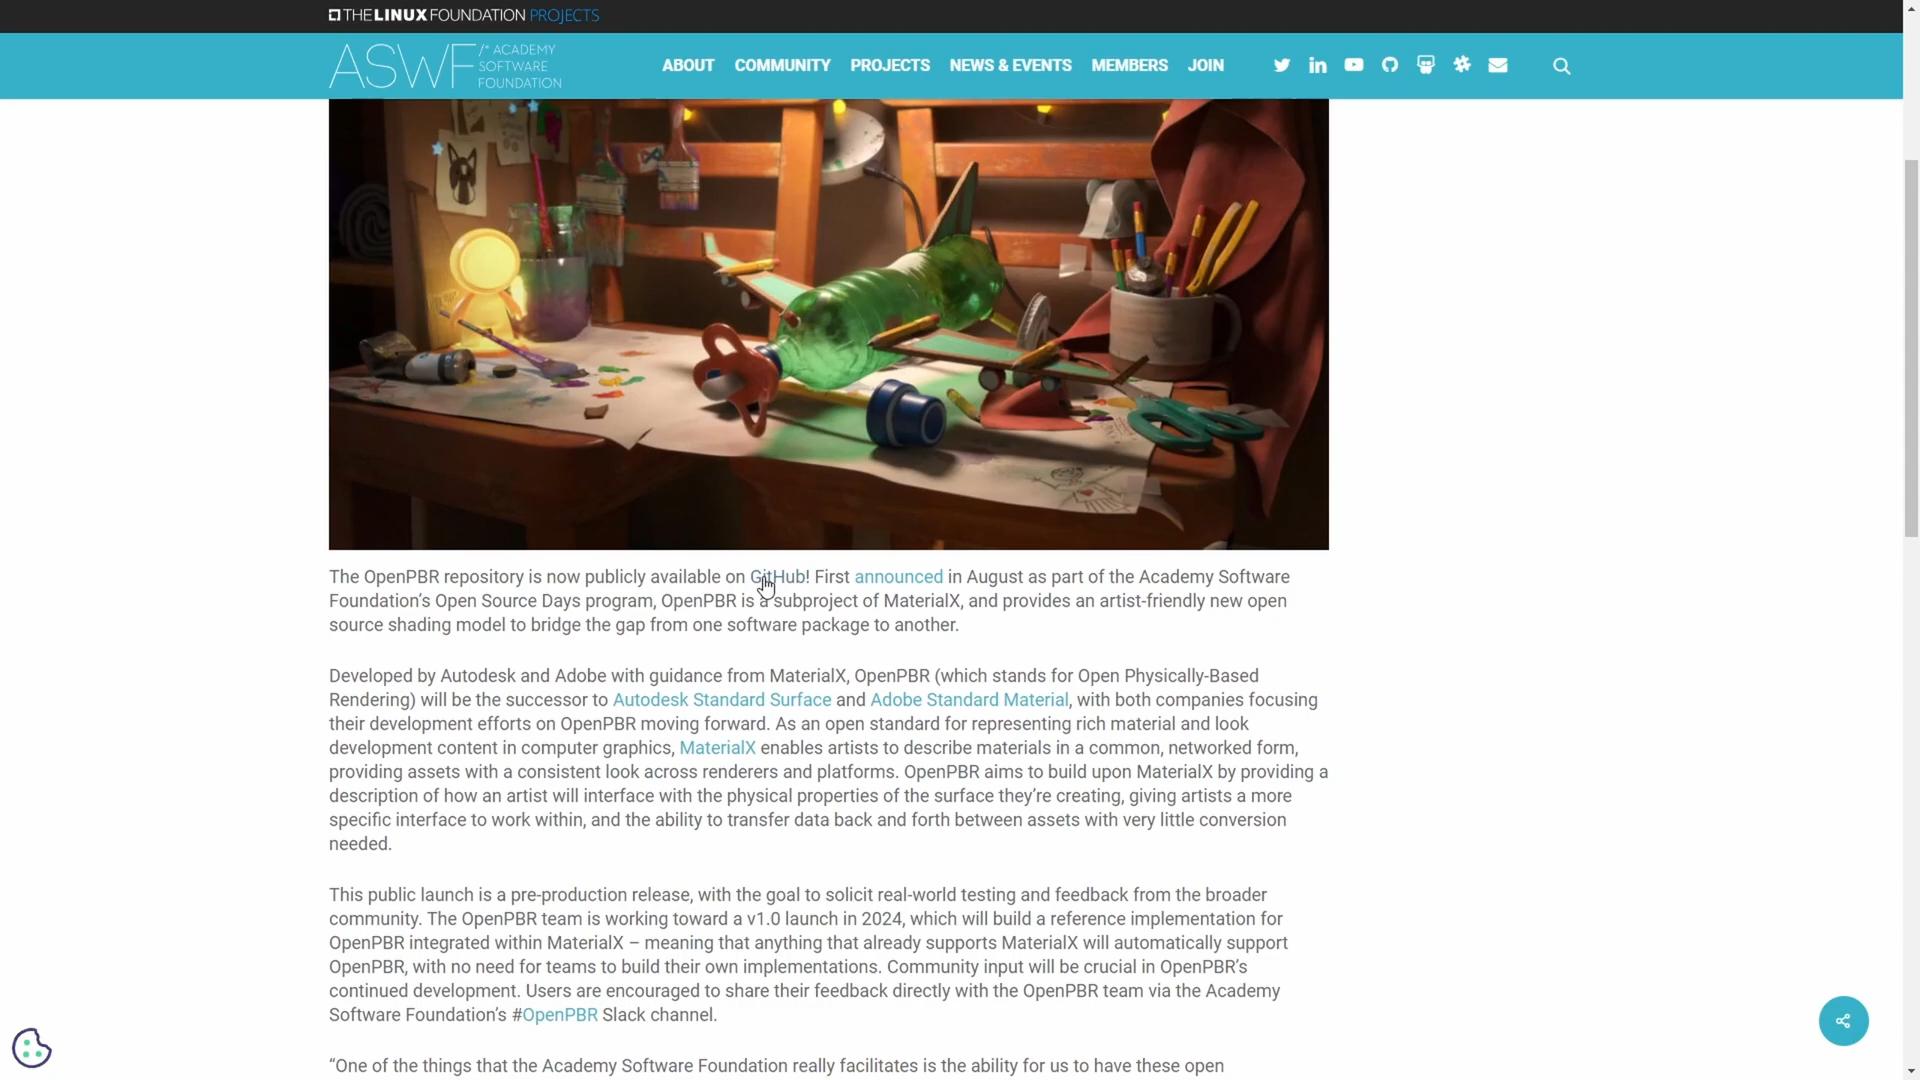 THE LINUX FOUNDATION PROJECTS
ASWF /* ACADEMY
SOFTWARE
FOUNDATION
ABOUT COMMUNITY PROJECTS NEWS & EVENTS MEMBERS JOIN
The OpenPBR repository is now publicly available on GitHub! First announced in August as part of the Academy Software
Foundation’s Open Source Days program, OpenPBR is a subproject of MaterialX, and provides an artist-friendly new open
source shading model to bridge the gap from one software package to another.
Developed by Autodesk and Adobe with guidance from MaterialX, OpenPBR (which stands for Open Physically-Based
Rendering) will be the successor to Autodesk Standard Surface and Adobe Standard Material, with both companies focusing
their development efforts on OpenPBR moving forward. As an open standard for representing rich material and look
development content in computer graphics, MaterialX enables artists to describe materials in a common, networked form,
providing assets with a consistent look across renderers and platforms. OpenPBR aims to build upon MaterialX by providing a
description of how an artist will interface with the physical properties of the surface they’re creating, giving artists a more
specific interface to work within, and the ability to transfer data back and forth between assets with very little conversion
needed.
This public launch is a pre-production release, with the goal to solicit real-world testing and feedback from the broader
community. The OpenPBR team is working toward a v1.0 launch in 2024, which will build a reference implementation for
OpenPBR integrated within MaterialX – meaning that anything that already supports MaterialX will automatically support
OpenPBR, with no need for teams to build their own implementations. Community input will be crucial in OpenPBR’s
continued development. Users are encouraged to share their feedback directly with the OpenPBR team via the Academy
Software Foundation’s #OpenPBR Slack channel.
“One of the things that the Academy Software Foundation really facilitates is the ability for us to have these open